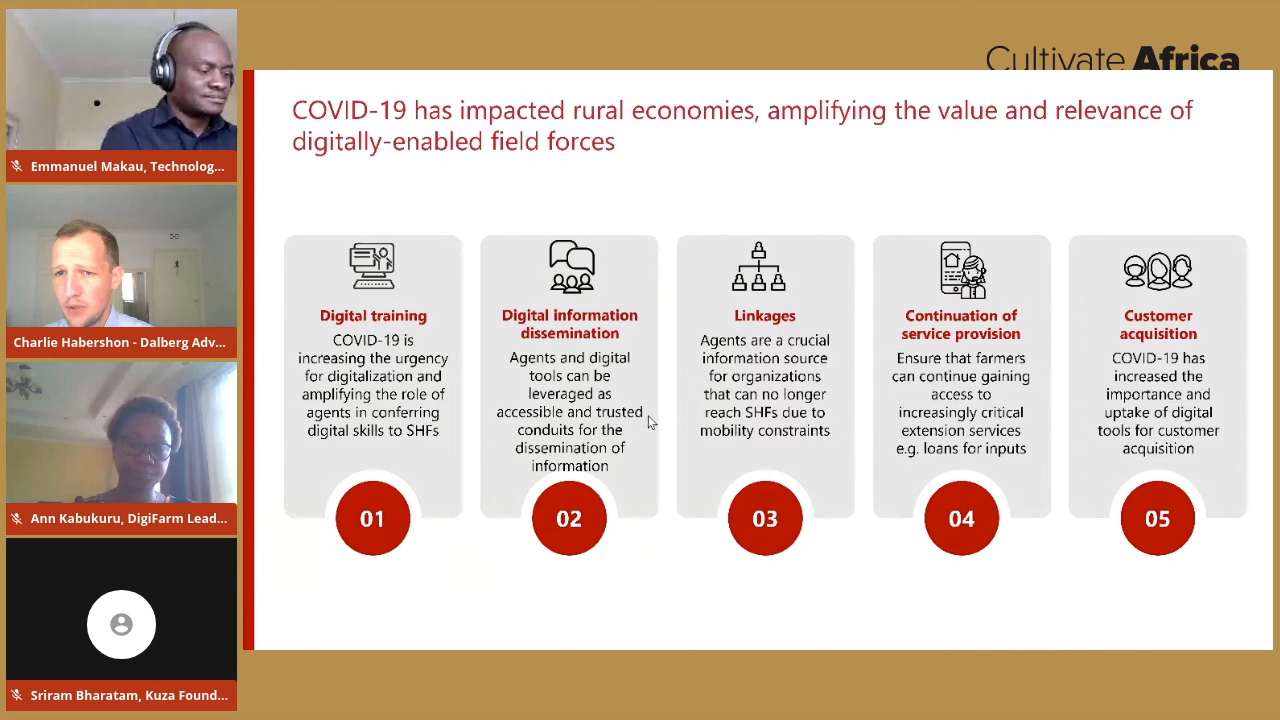 Cultivate Africa
COVID-19 has impacted rural economies, amplifying the value and relevance of
digitally-enabled field forces
Digital training
COVID-19 is
increasing the urgency
for digitalization and
amplifying the role of
agents in conferring
digital skills to SHFs
01
Digital information
dissemination
Agents and digital
tools can be
leveraged as
accessible and trusted
conduits for the
dissemination of
information
02
Linkages
Agents are a crucial
information source
for organizations
that can no longer
reach SHFs due to
mobility constraints
03
Continuation of
service provision
Ensure that farmers
can continue gaining
access to
increasingly critical
extension services
e.g. loans for inputs
04
Customer
acquisition
COVID-19 has
increased the
importance and
uptake of digital
tools for customer
acquisition
05
Emmanuel Makau, Technolog...
Charlie Habershon - Dalberg Adv...
Ann Kabukuru, DigiFarm Lead...
Sriram Bharatam, Kuza Found...